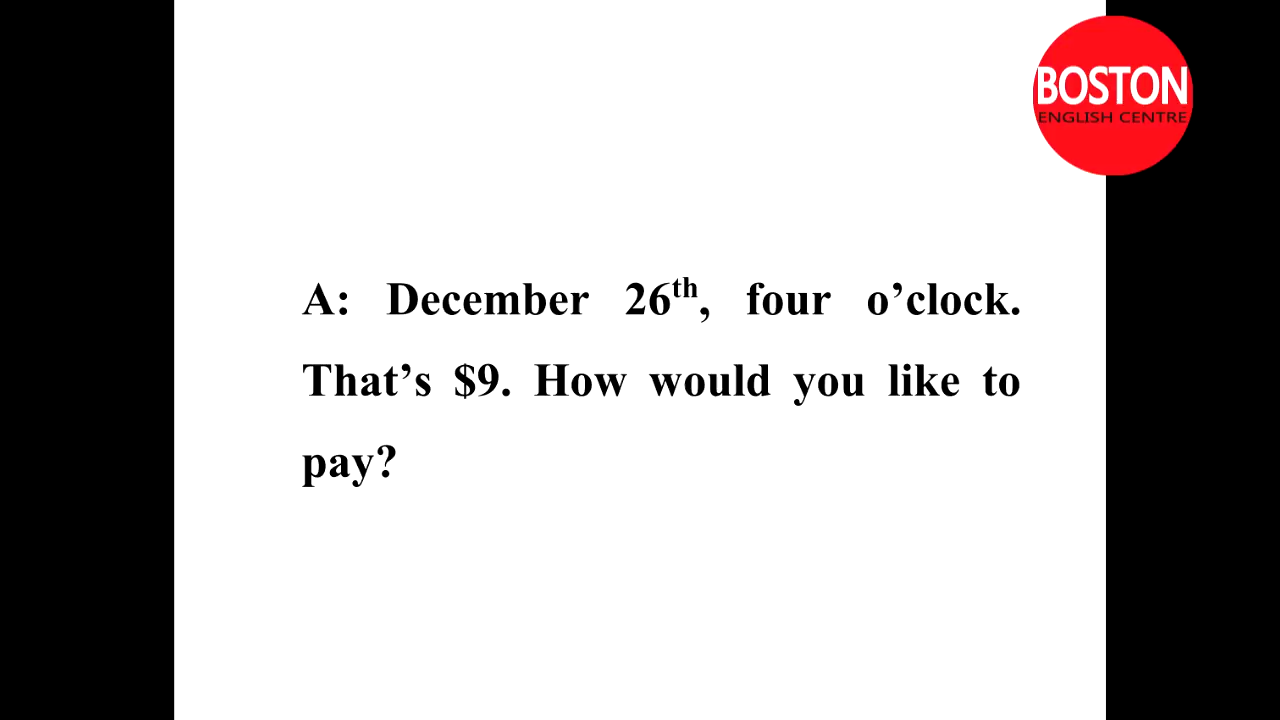 BOSTON
ENGLISH CENTRE
A: December 26th, four o’clock.
That’s $9. How would you like to
pay?